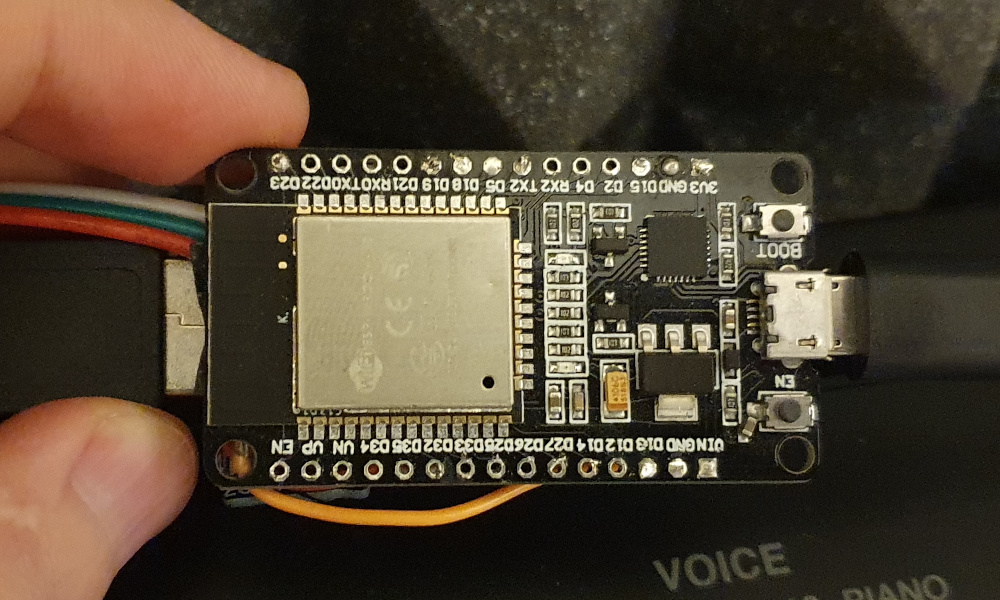 D23 D22 TX0 RX0 D21 D19 D18 D5 TX2 RX2 D4 D2 D15 GND 3V3
BOOT
CE
EN
EN VP VN D34 D35 D32 D33 D25 D26 D27 D14 D12 D13 GND VIN
VOICE
PIANO